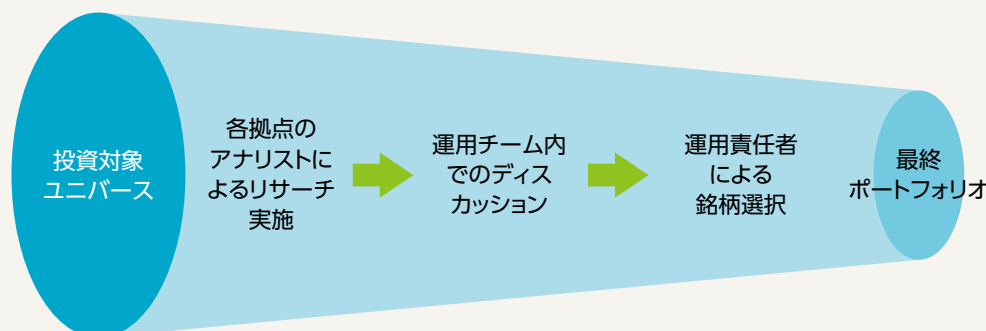 投資対象
ユニバース
各拠点の
アナリストに
よるリサーチ
実施
運用チーム内
でのディス
カッション
運用責任者
による
銘柄選択
最終
ポートフォリオ